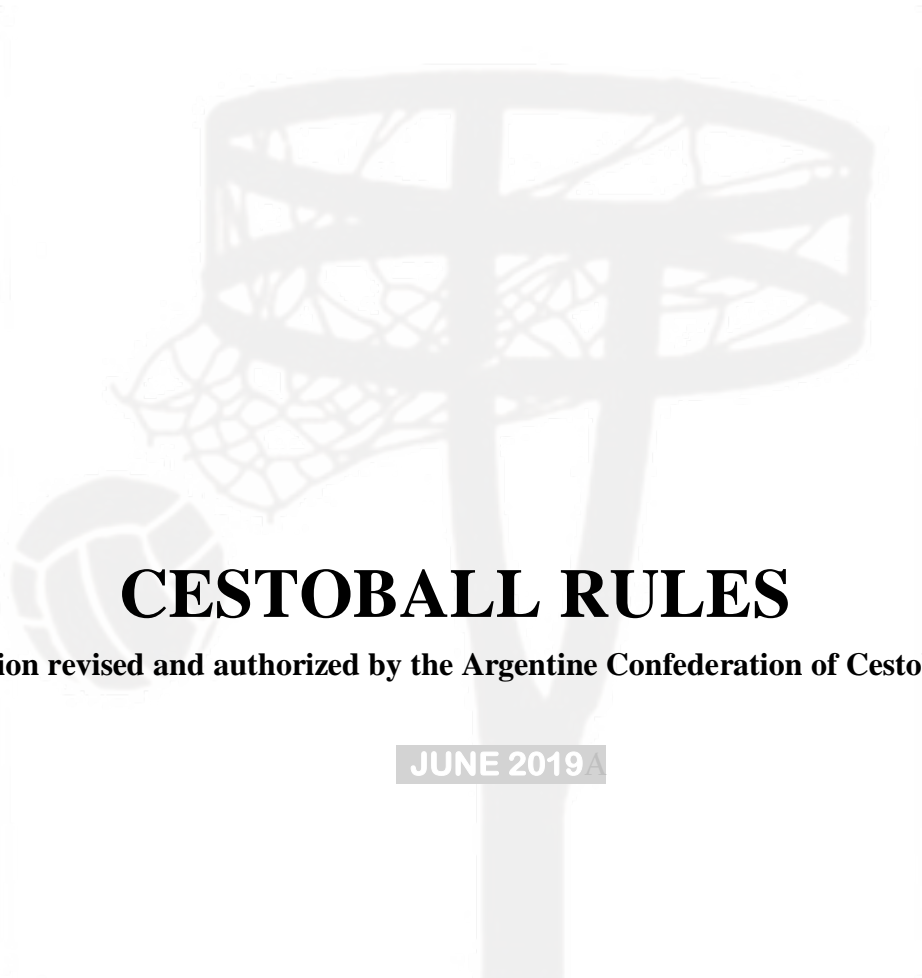 CESTOBALL RULES
ion revised and authorized by the Argentine Confederation of Cesto
JUNE 2019A